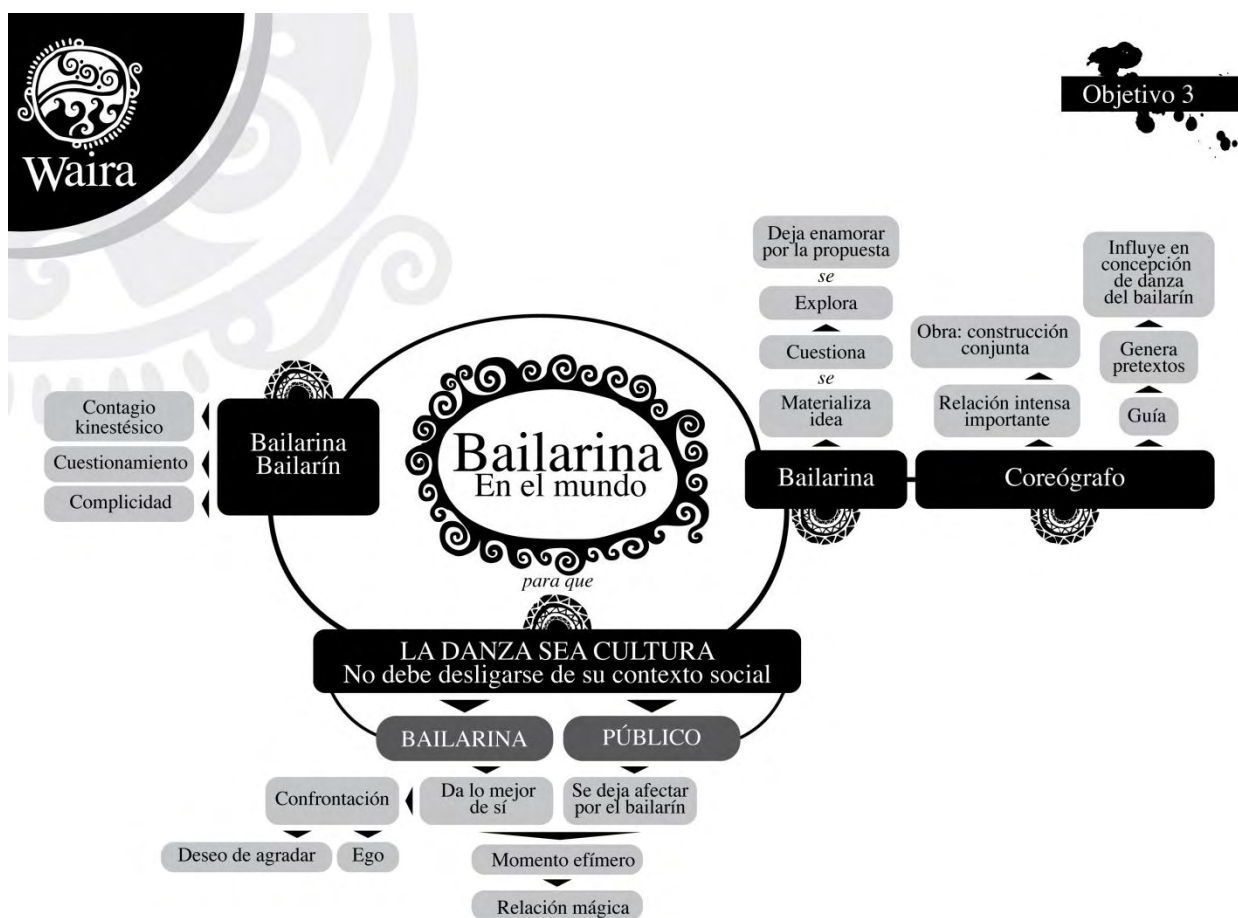 Waira
Objetivo 3
Deja enamorar
por la propuesta
se
Explora
Cuestiona
se
Materializa
idea
Obra: construcción
conjunta
Relación intensa
importante
Influye en
concepción
de danza
del bailarín
Genera
pretextos
Guía
Contagio
kinestésico
Cuestionamiento
Complicidad
Bailarina
Bailarín
Bailarina
En el mundo
Bailarina
Coreógrafo
para que
LA DANZA SEA CULTURA
No debe desligarse de su contexto social
BAILARINA
PÚBLICO
Confrontación
Da lo mejor
de sí
Se deja afectar
por el bailarín
Deseo de agradar
Ego
Momento efímero
Relación mágica